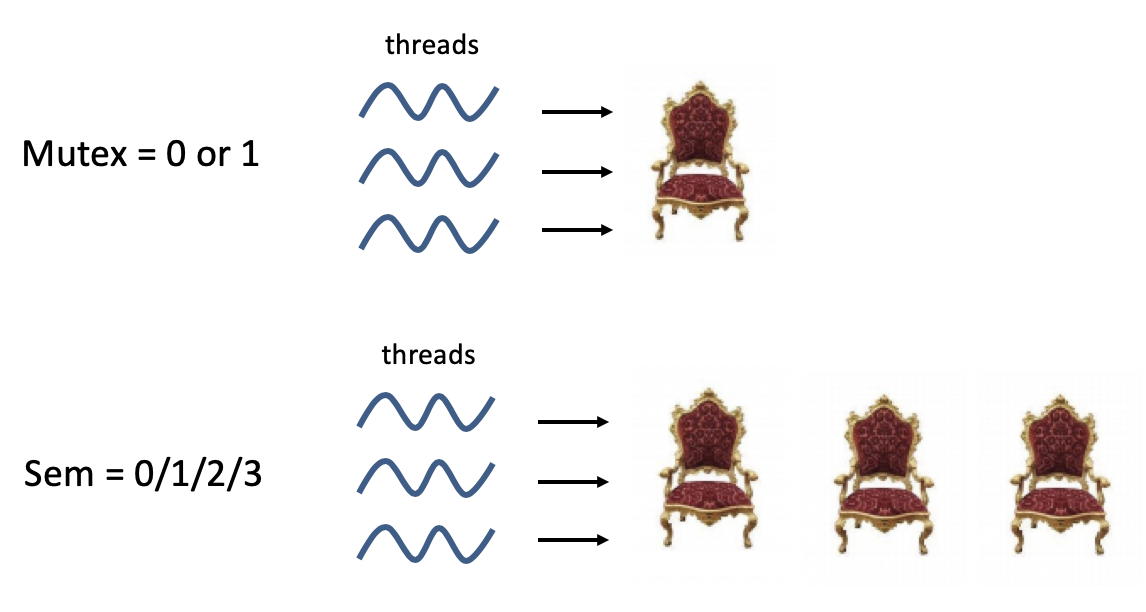 threads
Mutex = 0 or 1
threads
Sem = 0/1/2/3